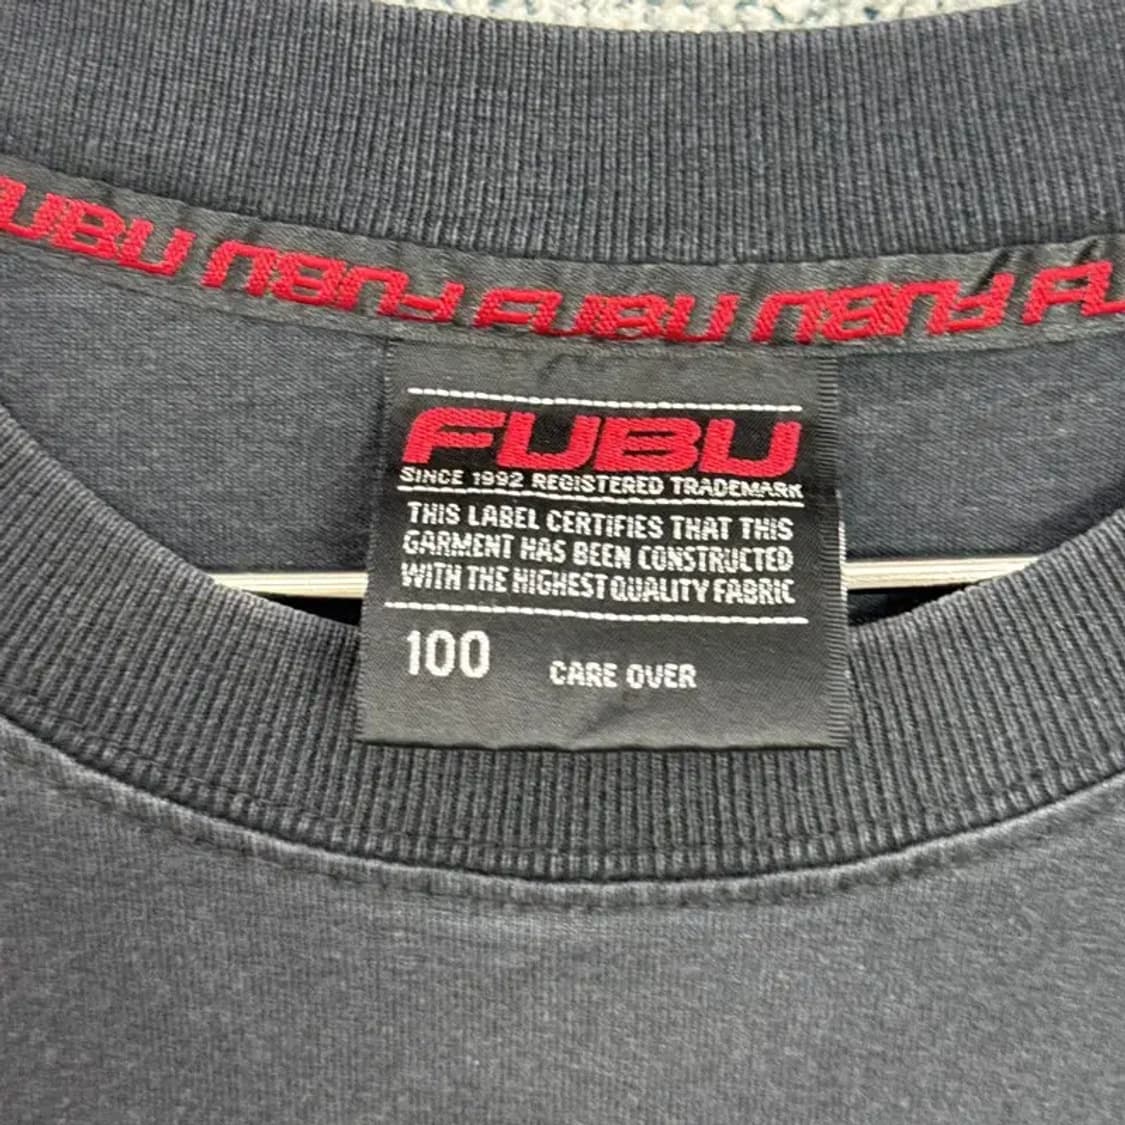 FUBU FUBU FUBU FUBU FU
FUBU
SINCE 1992 REGISTERED TRADEMARK
THIS LABEL CERTIFIES THAT THIS
GARMENT HAS BEEN CONSTRUCTED
WITH THE HIGHEST QUALITY FABRIC
100 CARE OVER